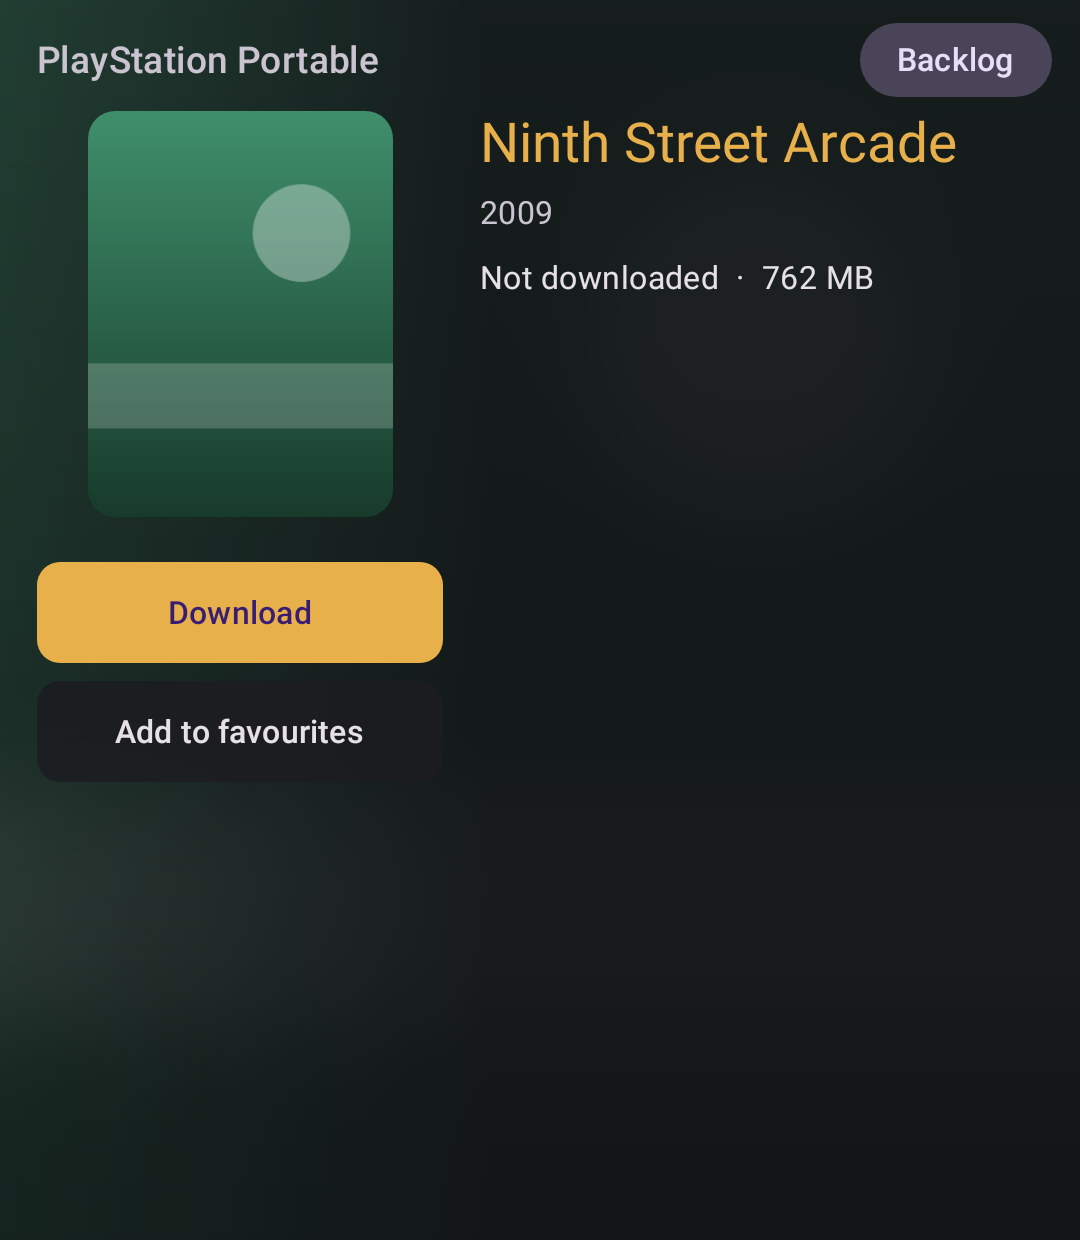 PlayStation Portable
Backlog
Ninth Street Arcade
2009
Not downloaded · 762 MB
Download
Add to favourites